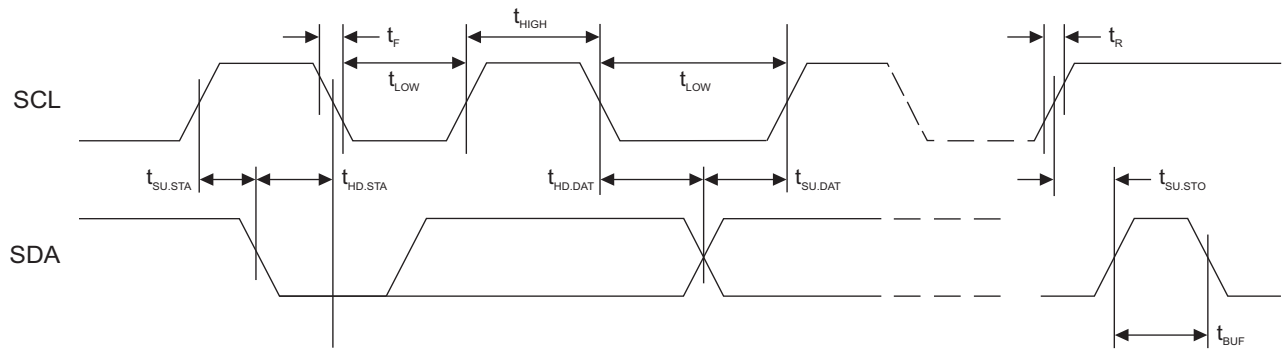 t_HIGH
t_F
t_R
t_LOW
t_LOW
SCL
t_SU.STA
t_HD.STA
t_HD.DAT
t_SU.DAT
t_SU.STO
SDA
t_BUF